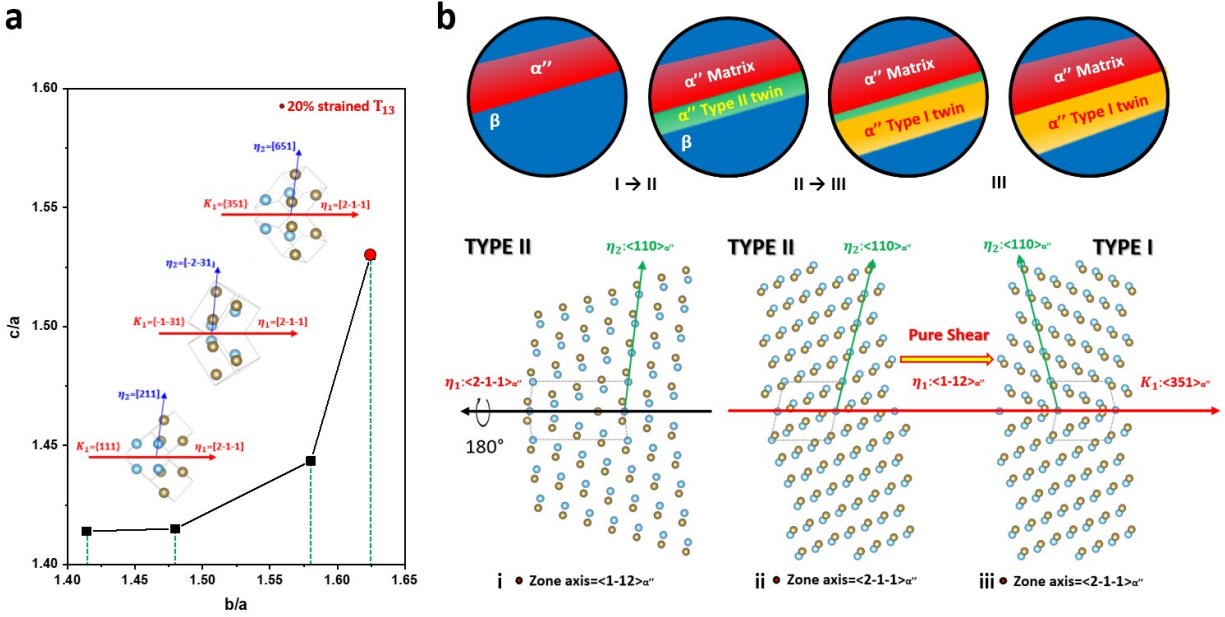 a
1.60
1.55
1.50
1.45
1.40
c/a
1.40
1.45
1.50
1.55
1.60
1.65
b/a
20% strained T₁₃
η₂=[651]
K₁={351}
η₁=[2-1-1]
η₂=[-2-31]
K₁={-1-31}
η₁=[2-1-1]
η₂=[211]
K₁={111}
η₁=[2-1-1]
b
α''
β
α'' Matrix
α'' Type II twin
β
α'' Matrix
α'' Type I twin
α'' Matrix
α'' Type I twin
I → II
II → III
III
TYPE II
η₂:<110>α''
η₁:<2-1-1>α''
180°
i
Zone axis=<1-12>α''
TYPE II
η₂:<110>α''
Pure Shear
η₁:<1-12>α''
ii
Zone axis=<2-1-1>α''
η₂:<110>α''
TYPE I
K₁:<351>α''
iii
Zone axis=<2-1-1>α''